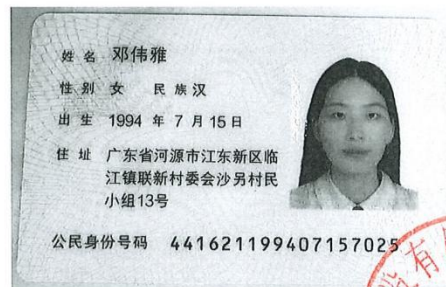 姓名 邓伟雅
性别 女 民族 汉
出生 1994 年 7 月 15 日
住址 广东省河源市江东新区临
江镇联新村委会沙另村民
小组13号
公民身份号码 441621199407157025
有